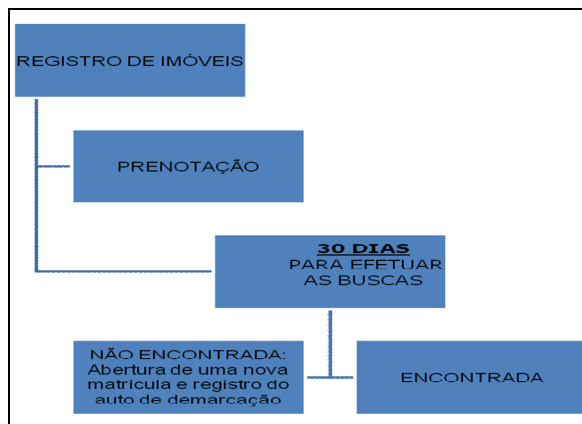 REGISTRO DE IMÓVEIS
PRENOTAÇÃO
30 DIAS
PARA EFETUAR
AS BUSCAS
NÃO ENCONTRADA:
Abertura de uma nova
matricula e registro do
auto de demarcação
ENCONTRADA